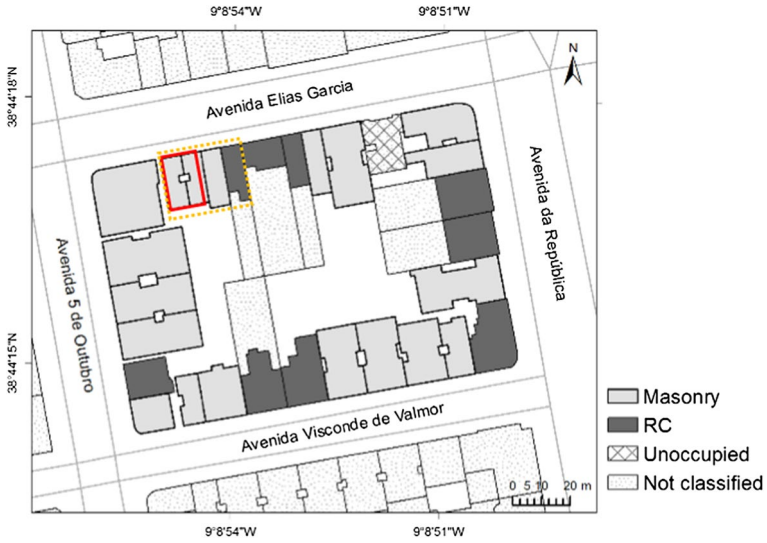 9°8'54"W
9°8'51"W
38°44'18"N
N
Avenida Elias Garcia
Avenida 5 de Outubro
Avenida da República
38°44'15"N
Avenida Visconde de Valmor
Masonry
RC
Unoccupied
Not classified
0 5 10 20 m
9°8'54"W
9°8'51"W